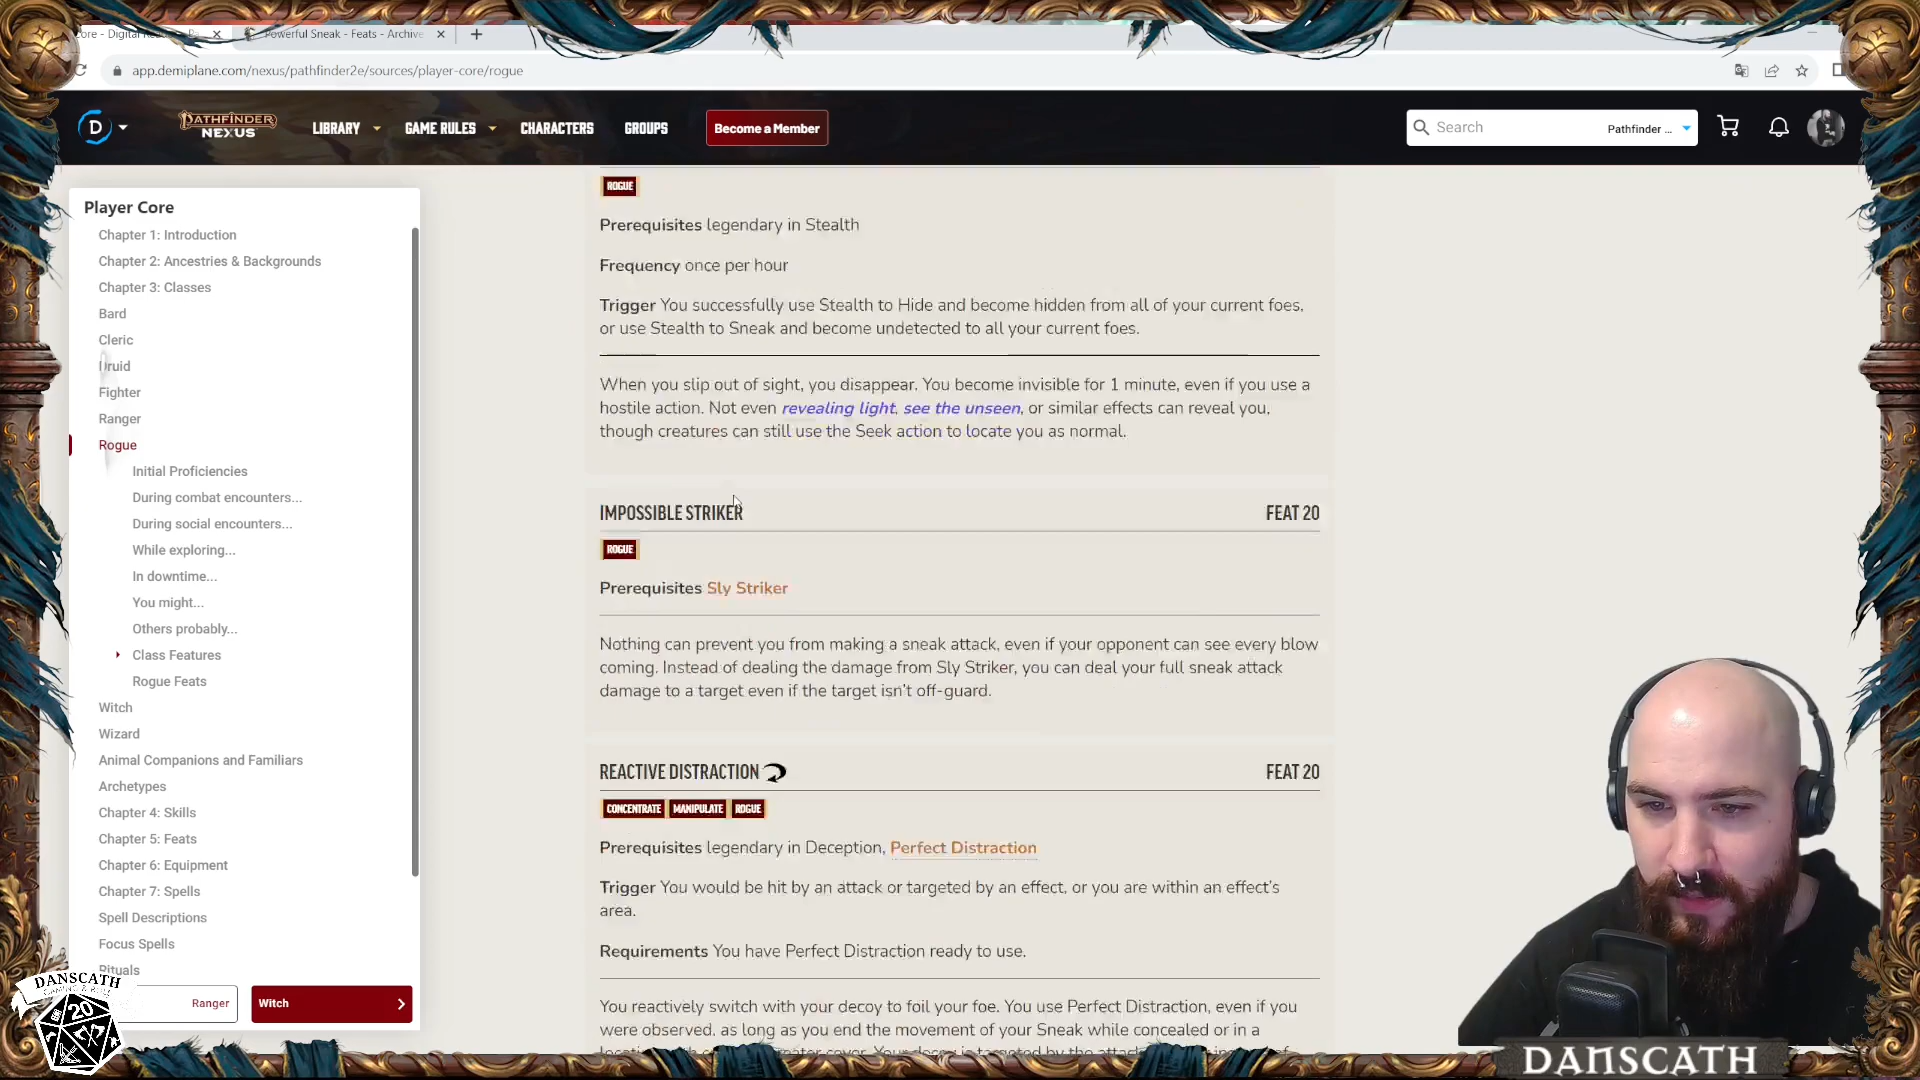 Core - Digital Rea
Powerful Sneak - Feats - Archive
app.demiplane.com/nexus/pathfinder2e/sources/player-core/rogue
D
PATHFINDER
NEXUS
LIBRARY
GAME RULES
CHARACTERS
GROUPS
Become a Member
Search
Pathfinder ...
Player Core
Chapter 1: Introduction
Chapter 2: Ancestries & Backgrounds
Chapter 3: Classes
Bard
Cleric
Druid
Fighter
Ranger
Rogue
Initial Proficiencies
During combat encounters...
During social encounters...
While exploring...
In downtime...
You might...
Others probably...
Class Features
Rogue Feats
Witch
Wizard
Animal Companions and Familiars
Archetypes
Chapter 4: Skills
Chapter 5: Feats
Chapter 6: Equipment
Chapter 7: Spells
Spell Descriptions
Focus Spells
Rituals
Ranger
Witch
ROGUE
Prerequisites legendary in Stealth
Frequency once per hour
Trigger You successfully use Stealth to Hide and become hidden from all of your current foes,
or use Stealth to Sneak and become undetected to all your current foes.
When you slip out of sight, you disappear. You become invisible for 1 minute, even if you use a
hostile action. Not even revealing light, see the unseen, or similar effects can reveal you,
though creatures can still use the Seek action to locate you as normal.
IMPOSSIBLE STRIKER FEAT 20
ROGUE
Prerequisites Sly Striker
Nothing can prevent you from making a sneak attack, even if your opponent can see every blow
coming. Instead of dealing the damage from Sly Striker, you can deal your full sneak attack
damage to a target even if the target isn't off-guard.
REACTIVE DISTRACTION FEAT 20
CONCENTRATE MANIPULATE ROGUE
Prerequisites legendary in Deception, Perfect Distraction
Trigger You would be hit by an attack or targeted by an effect, or you are within an effect's
area.
Requirements You have Perfect Distraction ready to use.
You reactively switch with your decoy to foil your foe. You use Perfect Distraction, even if you
were observed, as long as you end the movement of your Sneak while concealed or in a
DANSCATH
20
DANSCATH